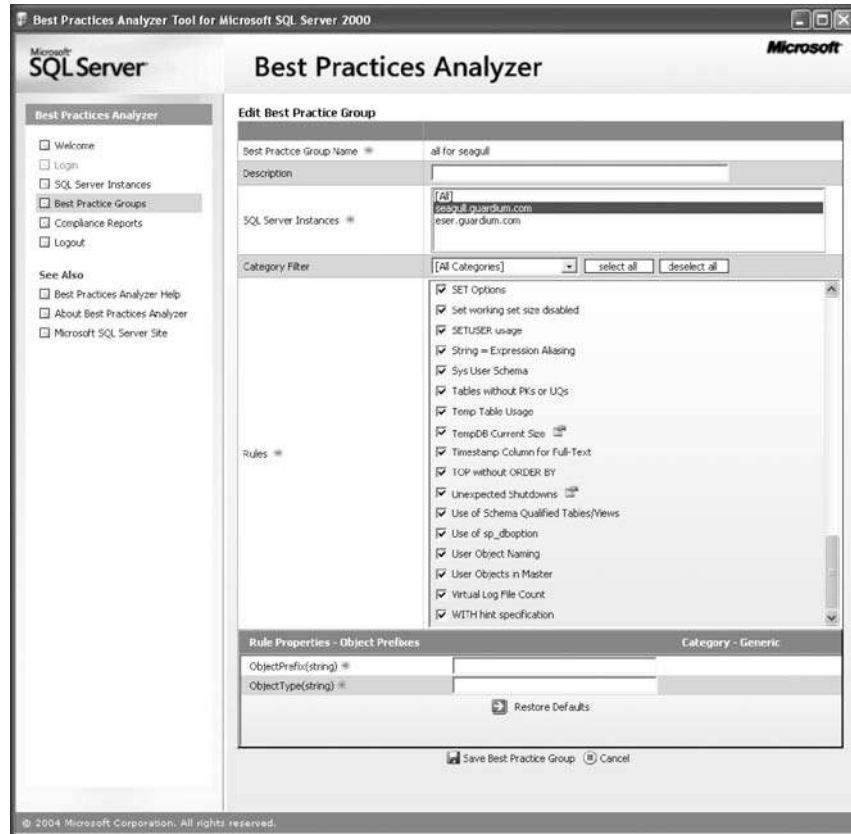 Best Practices Analyzer Tool for Microsoft SQL Server 2000
Microsoft
SQL Server
Best Practices Analyzer
Microsoft
Best Practices Analyzer
Welcome
Login
SQL Server Instances
Best Practice Groups
Compliance Reports
Logout
See Also
Best Practices Analyzer Help
About Best Practices Analyzer
Microsoft SQL Server Site
Edit Best Practice Group
Best Practice Group Name all for seagull
Description
SQL Server Instances
[All]
seagull.guardium.com
eser.guardium.com
Category Filter [All Categories] select all deselect all
Rules
SET Options
Set working set size disabled
SETUSER usage
String = Expression Aliasing
Sys User Schema
Tables without PKs or UQs
Temp Table Usage
TempDB Current Size
Timestamp Column for Full-Text
TOP without ORDER BY
Unexpected Shutdowns
Use of Schema Qualified Tables/Views
Use of sp_dboption
User Object Naming
User Objects in Master
Virtual Log File Count
WITH hint specification
Rule Properties - Object Prefixes Category - Generic
ObjectPrefix(string)
ObjectType(string)
Restore Defaults
Save Best Practice Group Cancel
© 2004 Microsoft Corporation. All rights reserved.